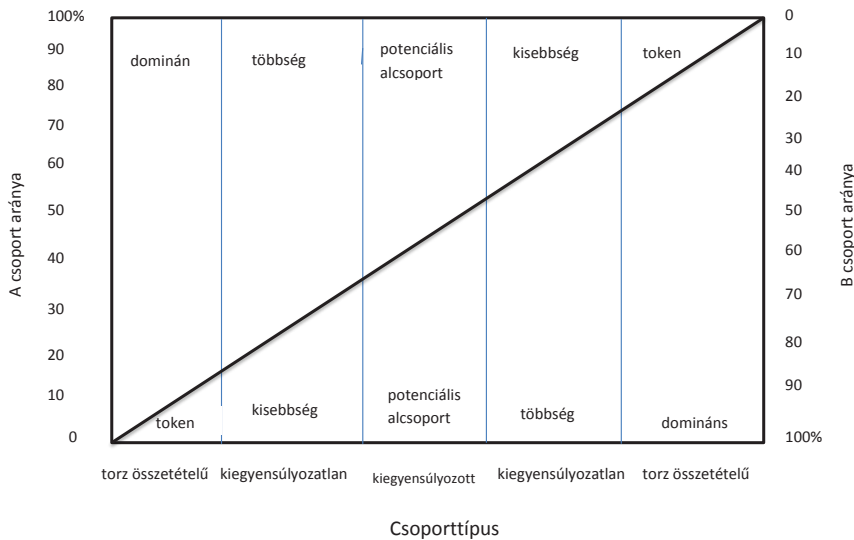 100%
90
80
70
60
50
40
30
20
10
0
A csoport aránya
dominán
többség
potenciális
alcsoport
kisebbség
token
token
kisebbség
potenciális
alcsoport
többség
domináns
0
10
20
30
40
50
60
70
80
90
100%
B csoport aránya
torz összetételű
kiegyensúlyozatlan
kiegyensúlyozott
kiegyensúlyozatlan
torz összetételű
Csoporttípus